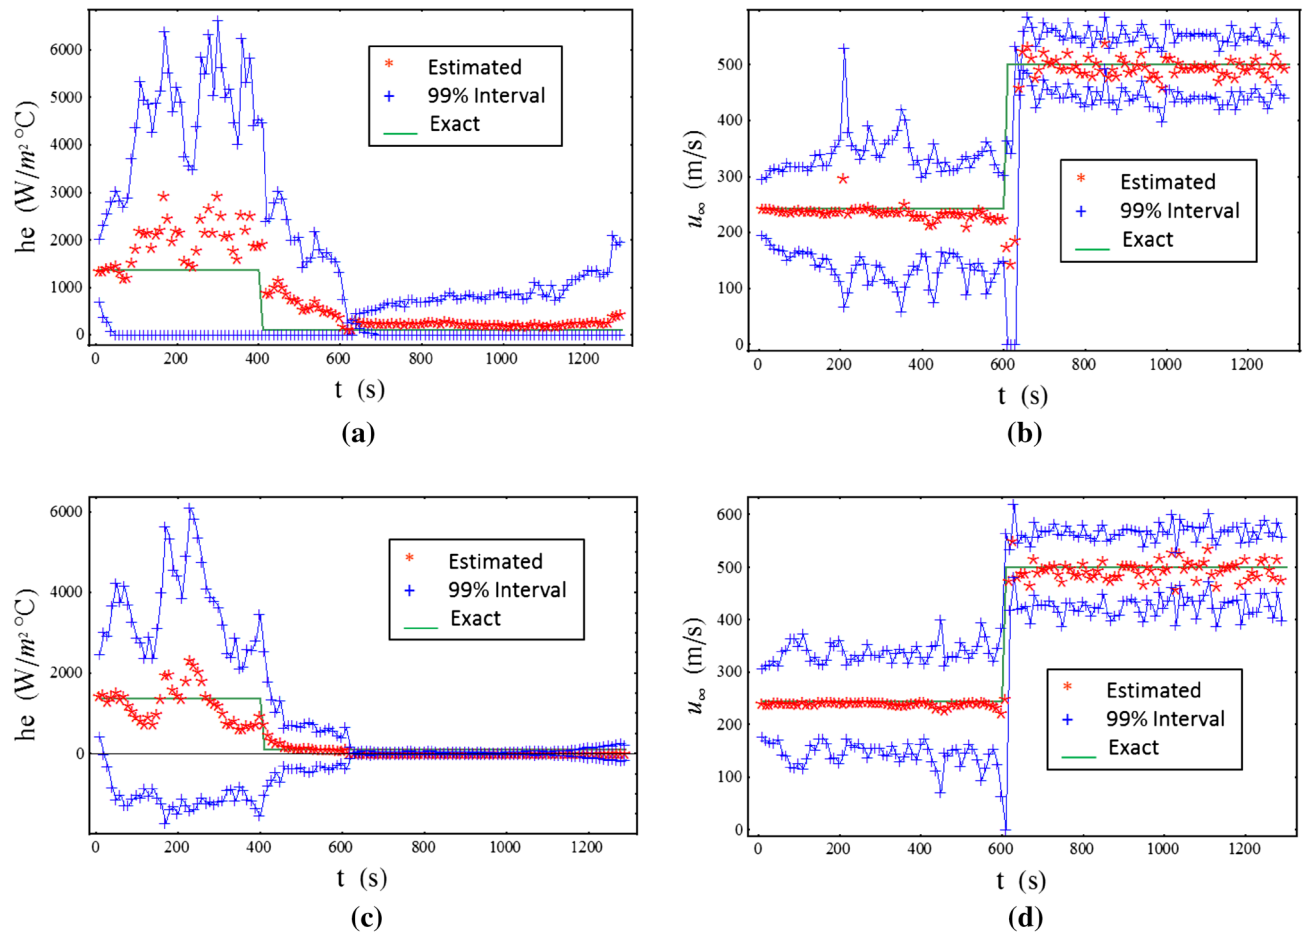 6000
5000
4000
3000
2000
1000
0
he (W/m² °C)
Estimated
99% Interval
Exact
0 200 400 600 800 1000 1200
t (s)
(a)
500
400
300
200
100
0
u∞ (m/s)
Estimated
99% Interval
Exact
0 200 400 600 800 1000 1200
t (s)
(b)
6000
4000
2000
0
he (W/m² °C)
Estimated
99% Interval
Exact
0 200 400 600 800 1000 1200
t (s)
(c)
600
500
400
300
200
100
0
u∞ (m/s)
Estimated
99% Interval
Exact
0 200 400 600 800 1000 1200
t (s)
(d)